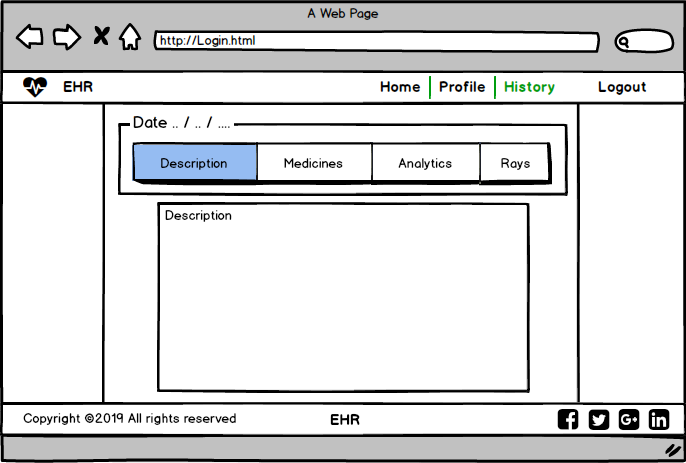 A Web Page
http://Login.html
EHR Home Profile History Logout
Date .. / .. / ....
Description Medicines Analytics Rays
Description
Copyright ©2019 All rights reserved EHR